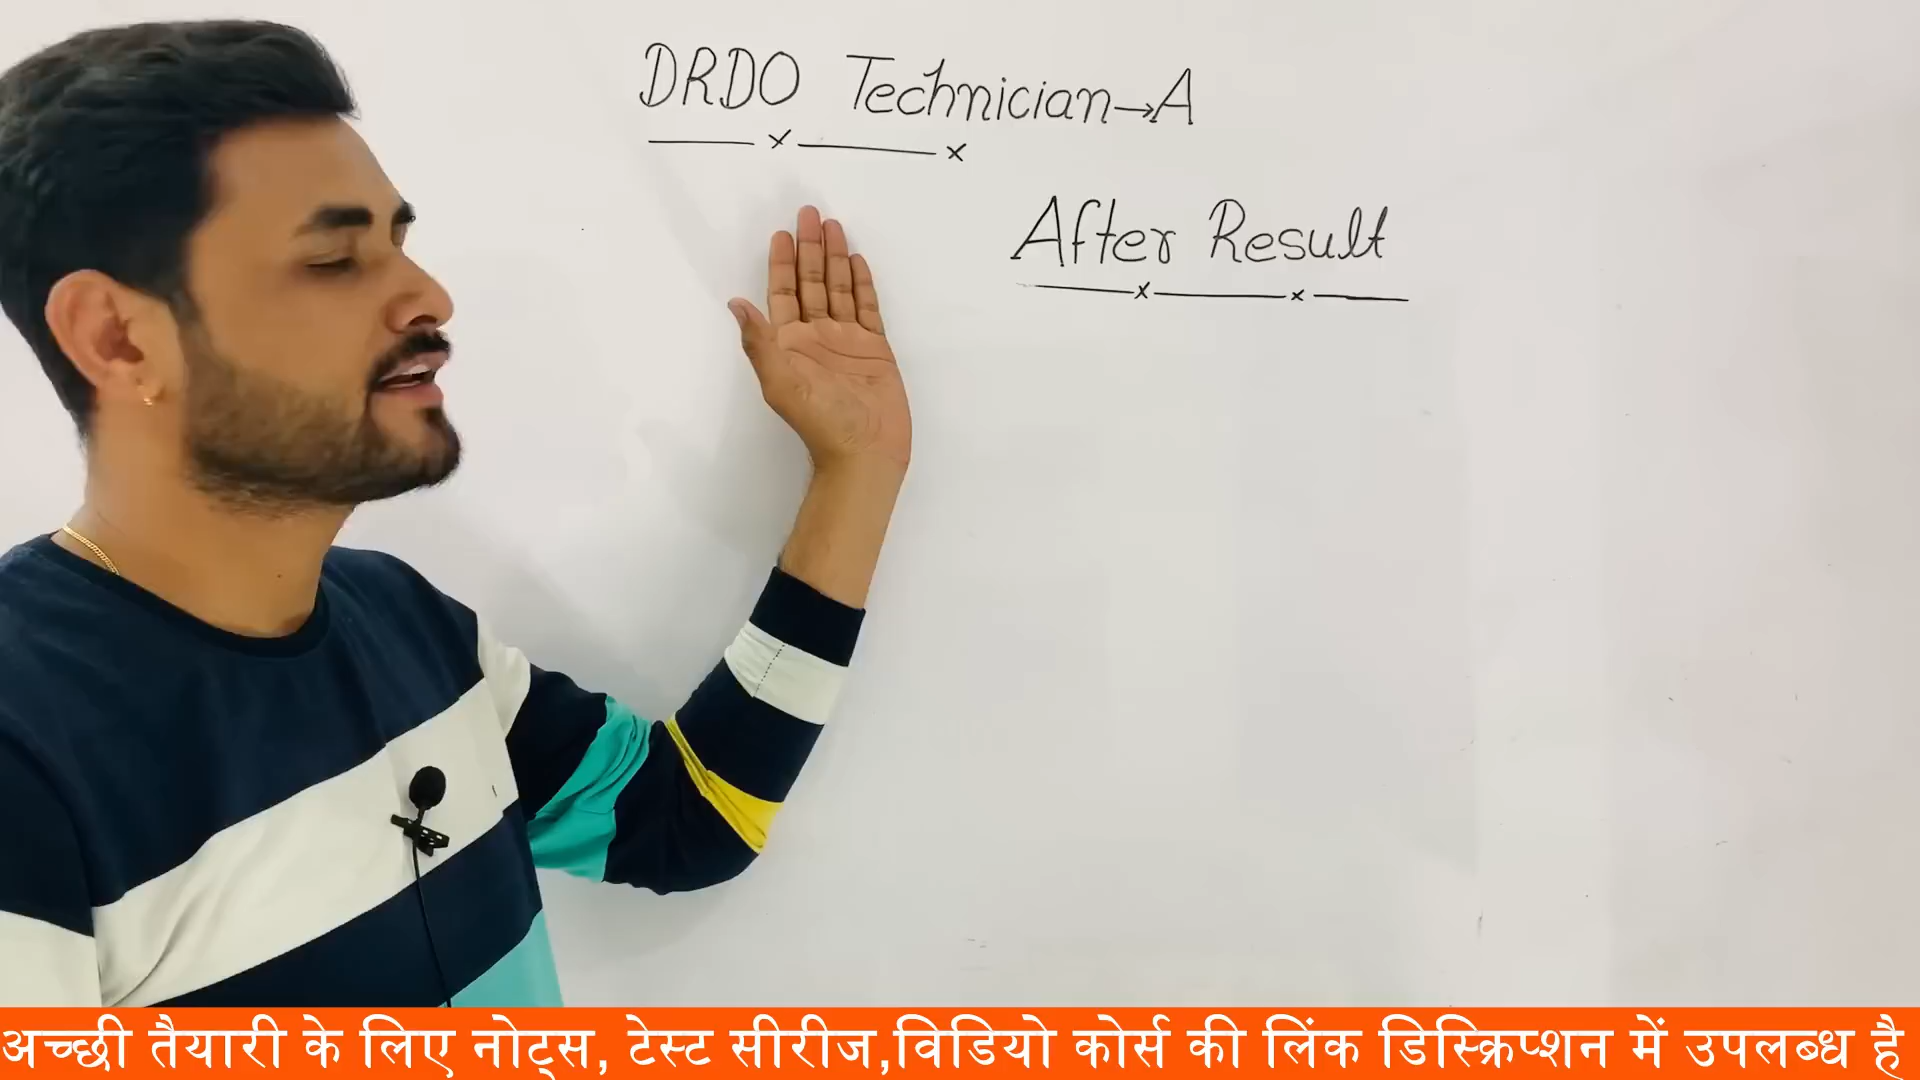 DRDO Technician→A
After Result
अच्छी तैयारी के लिए नोट्स, टेस्ट सीरीज,विडियो कोर्स की लिंक डिस्क्रिप्शन में उपलब्ध है